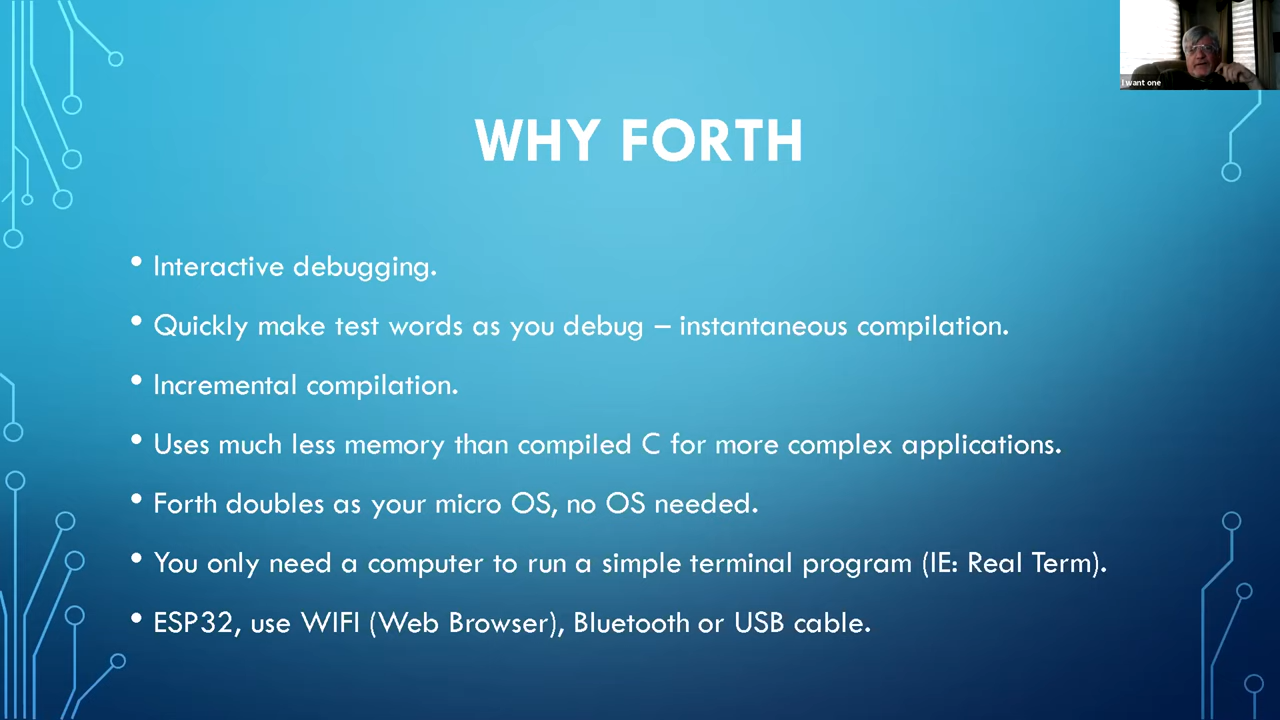 I want one
WHY FORTH
• Interactive debugging.
• Quickly make test words as you debug – instantaneous compilation.
• Incremental compilation.
• Uses much less memory than compiled C for more complex applications.
• Forth doubles as your micro OS, no OS needed.
• You only need a computer to run a simple terminal program (IE: Real Term).
• ESP32, use WIFI (Web Browser), Bluetooth or USB cable.